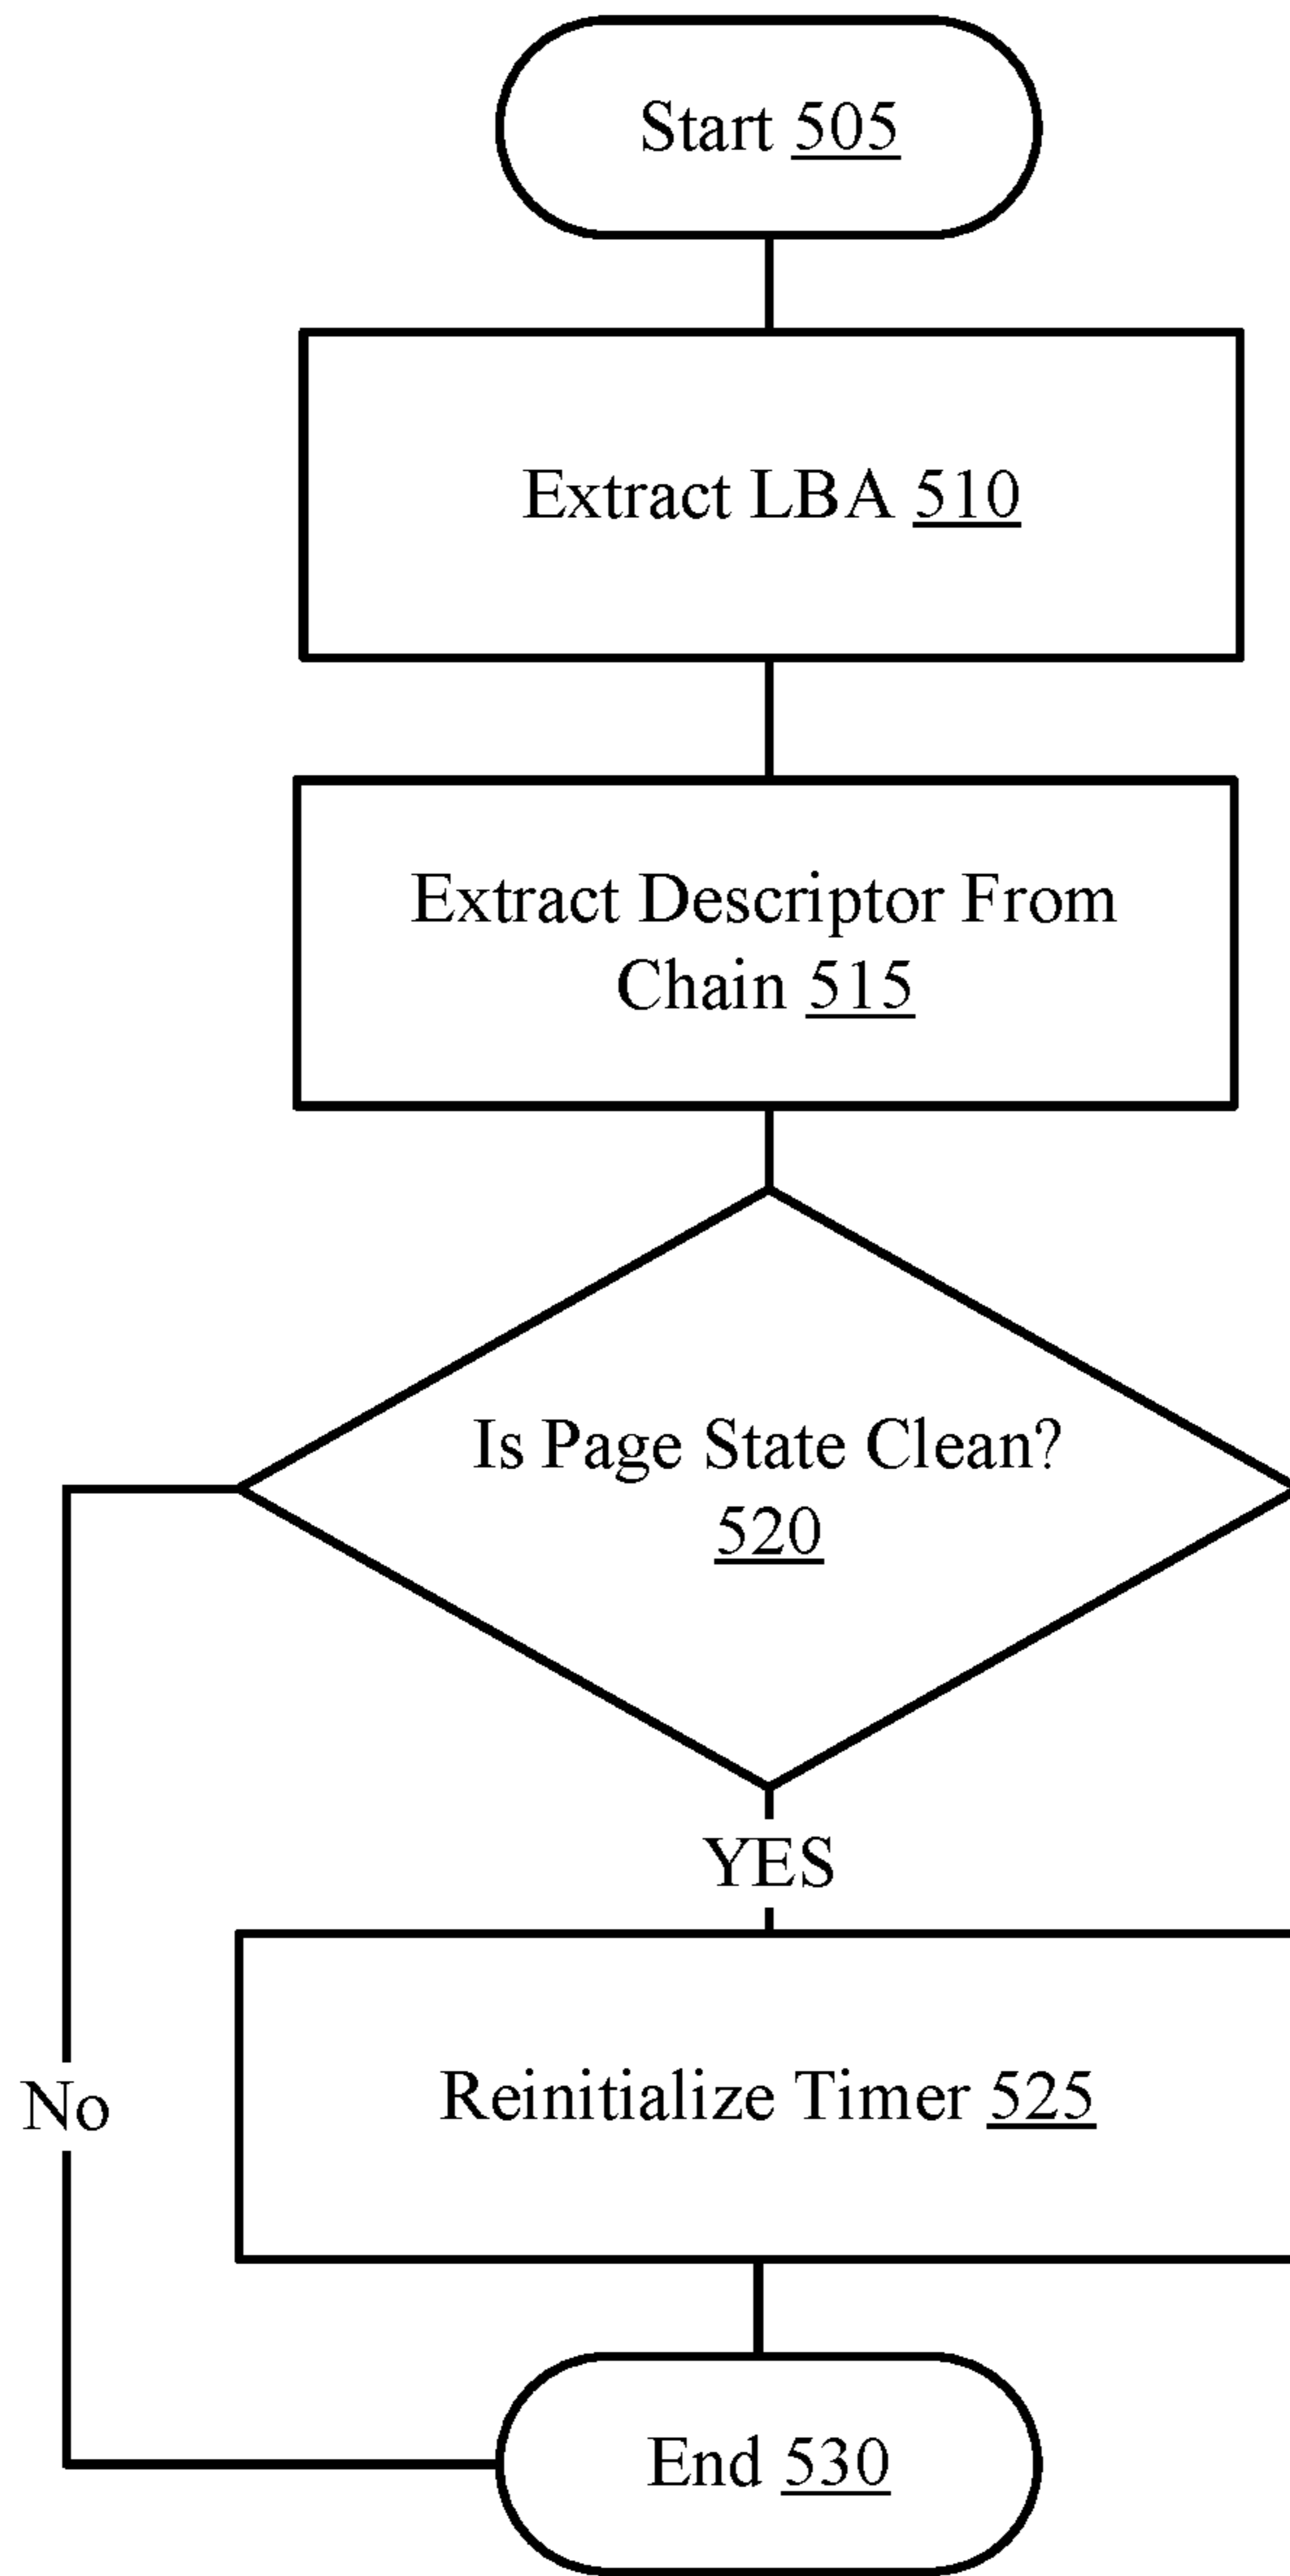 Start 505
Extract LBA 510
Extract Descriptor From
Chain 515
Is Page State Clean?
520
YES
Reinitialize Timer 525
No
End 530